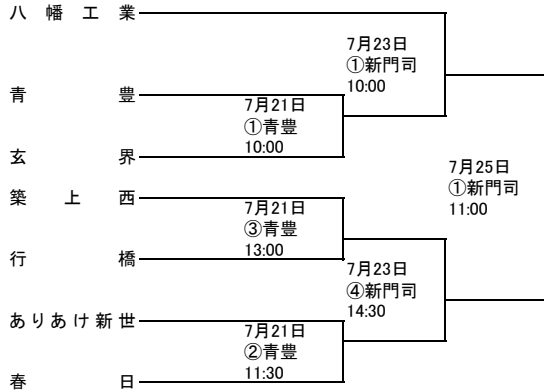 八幡工業
7月23日
①新門司
10:00
青豊
7月21日
①青豊
10:00
玄界
7月25日
①新門司
11:00
築上西
7月21日
③青豊
13:00
行橋
7月23日
④新門司
14:30
ありあけ新世
7月21日
②青豊
11:30
春日